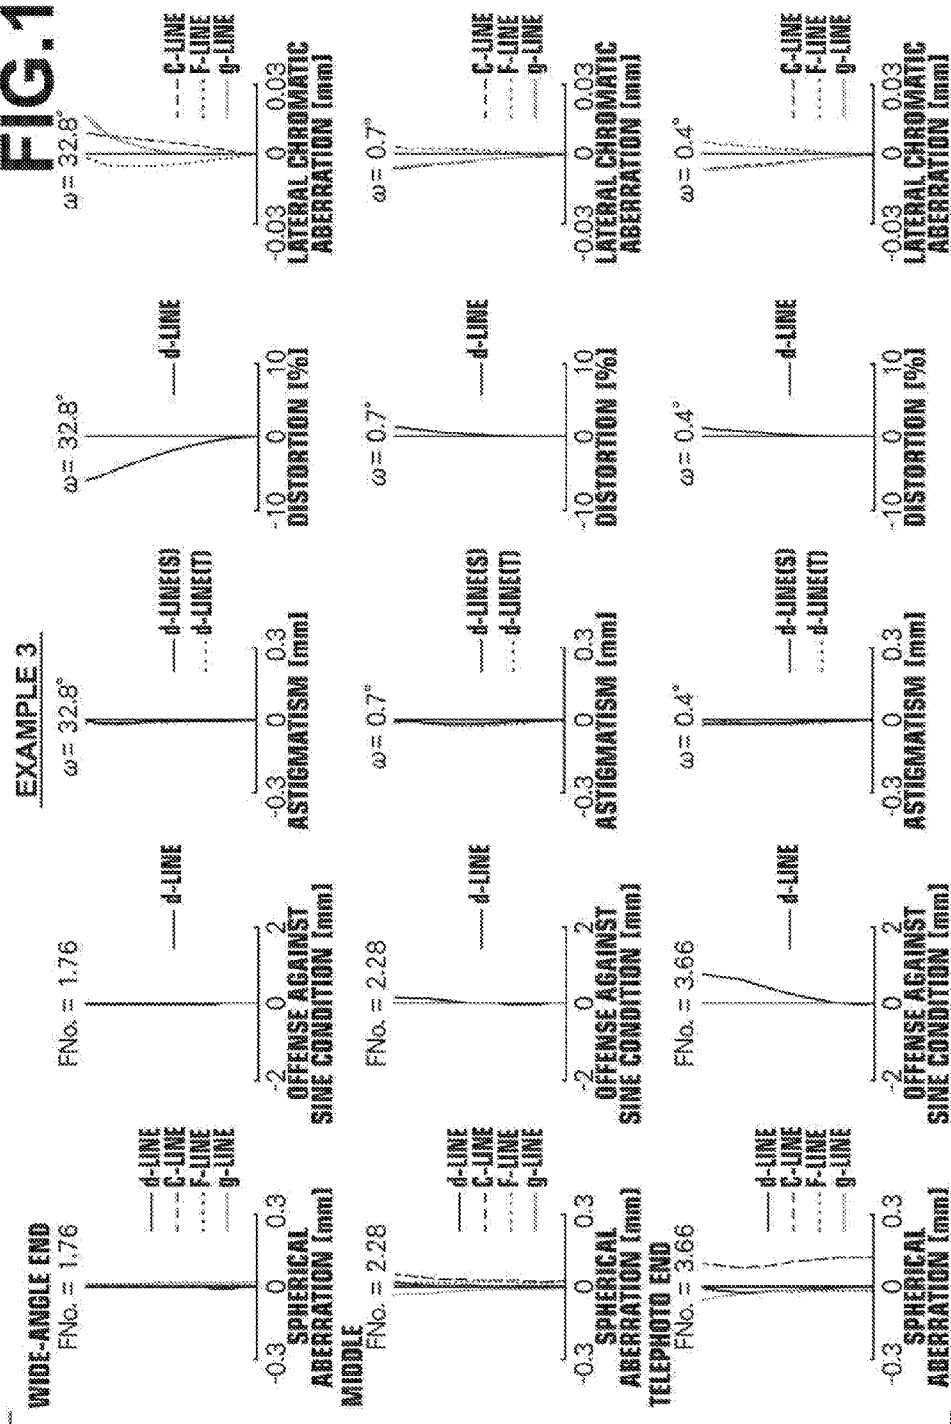 FIG.1
EXAMPLE 3
WIDE-ANGLE END
FNo. = 1.76
d-LINE
C-LINE
F-LINE
g-LINE
-0.3 0 0.3
SPHERICAL
ABERRATION [mm]
FNo. = 1.76
d-LINE
-2 0 2
OFFENSE AGAINST
SINE CONDITION [mm]
ω= 32.8°
d-LINE(S)
d-LINE(T)
-0.3 0 0.3
ASTIGMATISM [mm]
ω= 32.8°
d-LINE
-10 0 10
DISTORTION [%]
ω= 32.8°
C-LINE
F-LINE
g-LINE
-0.03 0 0.03
LATERAL CHROMATIC
ABERRATION [mm]
MIDDLE
FNo. = 2.28
d-LINE
C-LINE
F-LINE
g-LINE
-0.3 0 0.3
SPHERICAL
ABERRATION [mm]
FNo. = 2.28
d-LINE
-2 0 2
OFFENSE AGAINST
SINE CONDITION [mm]
ω= 0.7°
d-LINE(S)
d-LINE(T)
-0.3 0 0.3
ASTIGMATISM [mm]
ω= 0.7°
d-LINE
-10 0 10
DISTORTION [%]
ω= 0.7°
C-LINE
F-LINE
g-LINE
-0.03 0 0.03
LATERAL CHROMATIC
ABERRATION [mm]
TELEPHOTO END
FNo. = 3.66
d-LINE
C-LINE
F-LINE
g-LINE
-0.3 0 0.3
SPHERICAL
ABERRATION [mm]
FNo. = 3.66
d-LINE
-2 0 2
OFFENSE AGAINST
SINE CONDITION [mm]
ω= 0.4°
d-LINE(S)
d-LINE(T)
-0.3 0 0.3
ASTIGMATISM [mm]
ω= 0.4°
d-LINE
-10 0 10
DISTORTION [%]
ω= 0.4°
C-LINE
F-LINE
g-LINE
-0.03 0 0.03
LATERAL CHROMATIC
ABERRATION [mm]